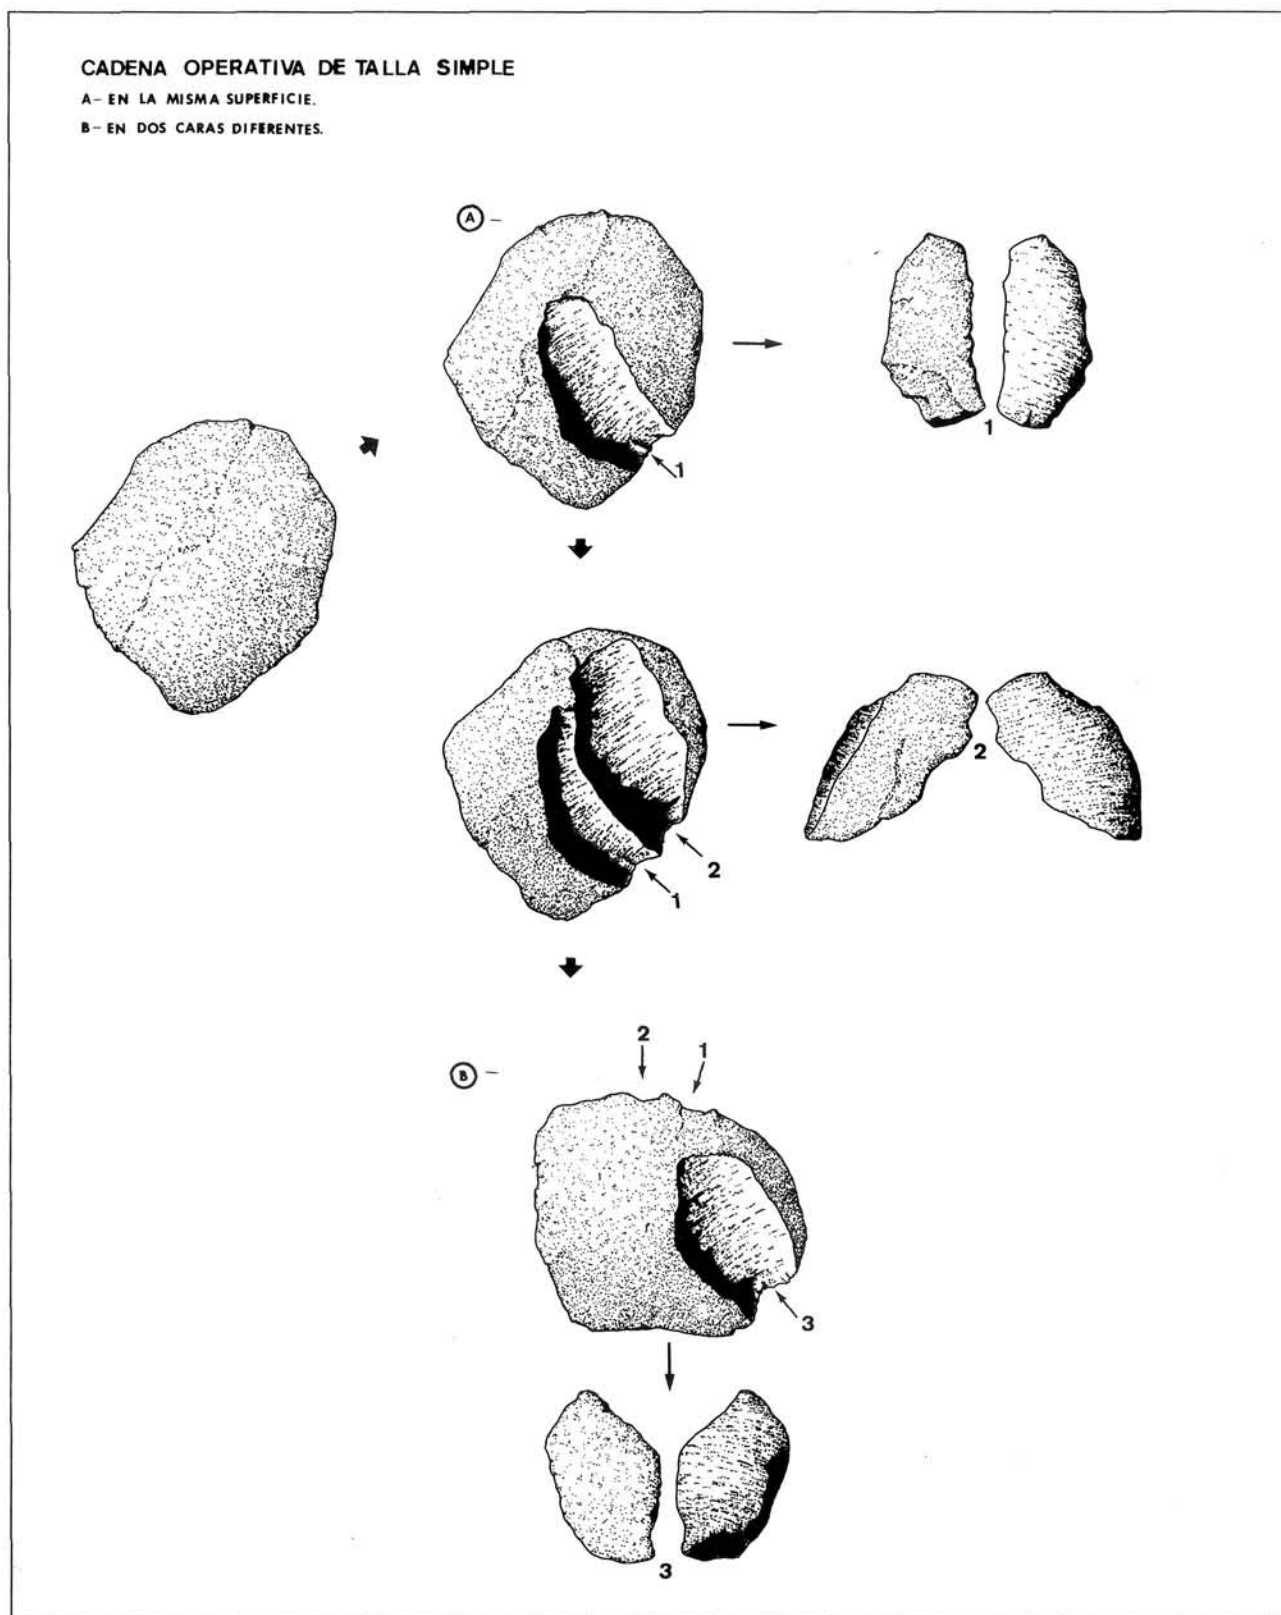 CADENA OPERATIVA DE TALLA SIMPLE
A- EN LA MISMA SUPERFICIE.
B- EN DOS CARAS DIFERENTES.
A -
1
1
2
2
1
2
1
B -
3
3